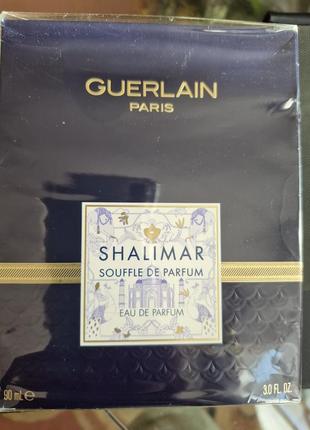 GUERLAIN
PARIS
SHALIMAR
SOUFFLE DE PARFUM
EAU DE PARFUM
90 ml℮ 3.0 FL. OZ.